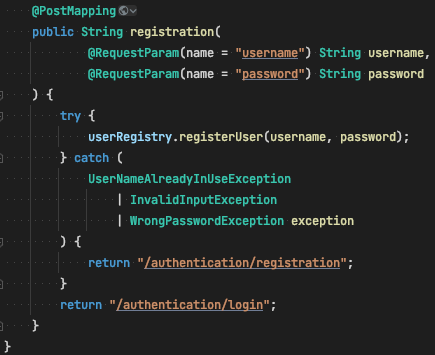 @PostMapping
public String registration(
@RequestParam(name = "username") String username,
@RequestParam(name = "password") String password
) {
try {
userRegistry.registerUser(username, password);
} catch (
UserNameAlreadyInUseException
| InvalidInputException
| WrongPasswordException exception
) {
return "/authentication/registration";
}
return "/authentication/login";
}
}